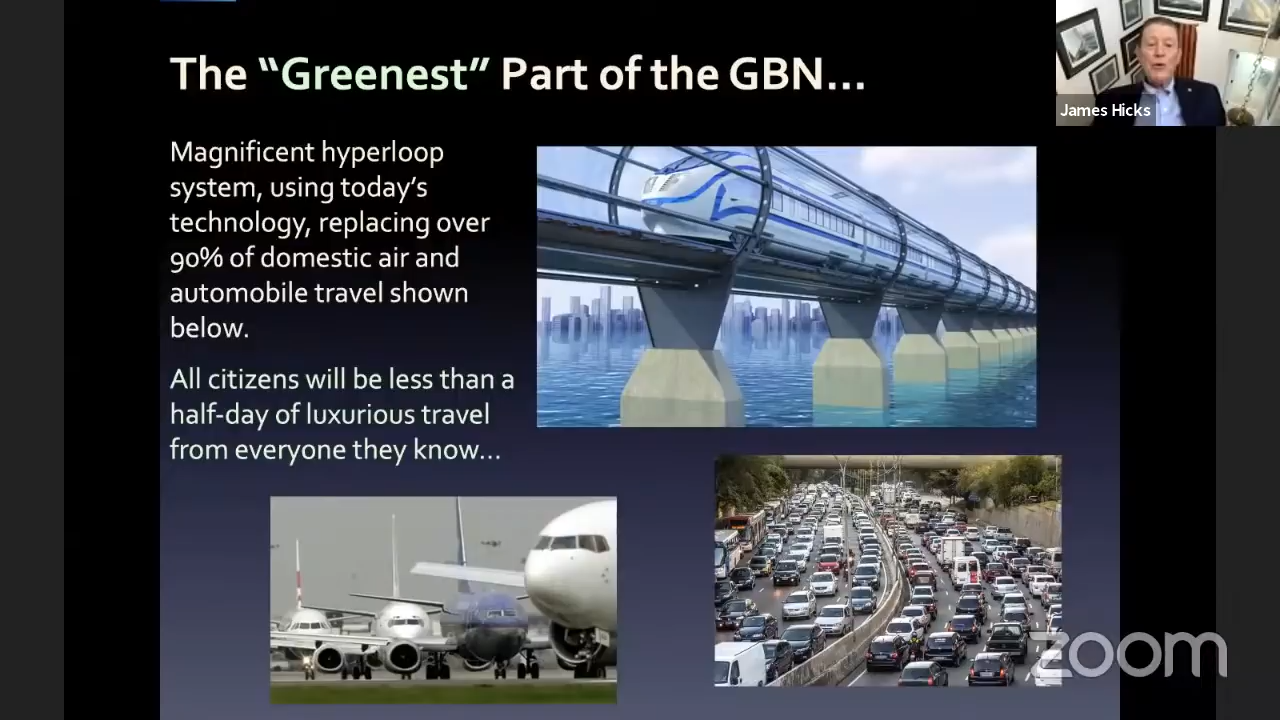 The “Greenest” Part of the GBN...
James Hicks
Magnificent hyperloop
system, using today’s
technology, replacing over
90% of domestic air and
automobile travel shown
below.
All citizens will be less than a
half-day of luxurious travel
from everyone they know...
zoom